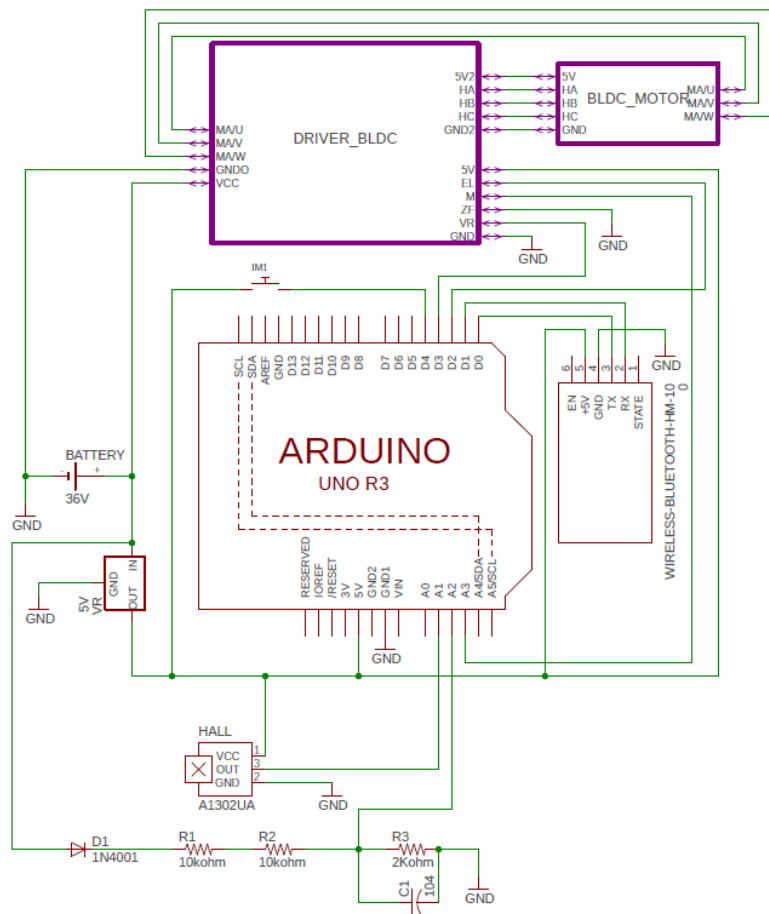 5V2
HA
HB
HC
GND2
5V
HA
HB
HC
GND
BLDC_MOTOR
MA/U
MA/V
MA/W
DRIVER_BLDC
MA/U
MA/V
MA/W
GNDO
VCC
5V
EL
M
ZF
VR
GND
GND
GND
IM1
SCL
SDA
AREF
GND
D13
D12
D11
D10
D9
D8
D7
D6
D5
D4
D3
D2
D1
D0
GND
6
5
4
3
2
1
EN
+5V
GND
TX
RX
STATE
WIRELESS-BLUETOOTH-HM-10
0
ARDUINO
UNO R3
BATTERY
- +
36V
GND
IN
GND
OUT
5V
VR
GND
RESERVED
IOREF
/RESET
3V
5V
GND2
GND1
VIN
A0
A1
A2
A3
A4/SDA
A5/SCL
GND
HALL
VCC
OUT
GND
1
3
2
A1302UA
GND
D1
1N4001
R1
10kohm
R2
10kohm
R3
2Kohm
C1
104
GND